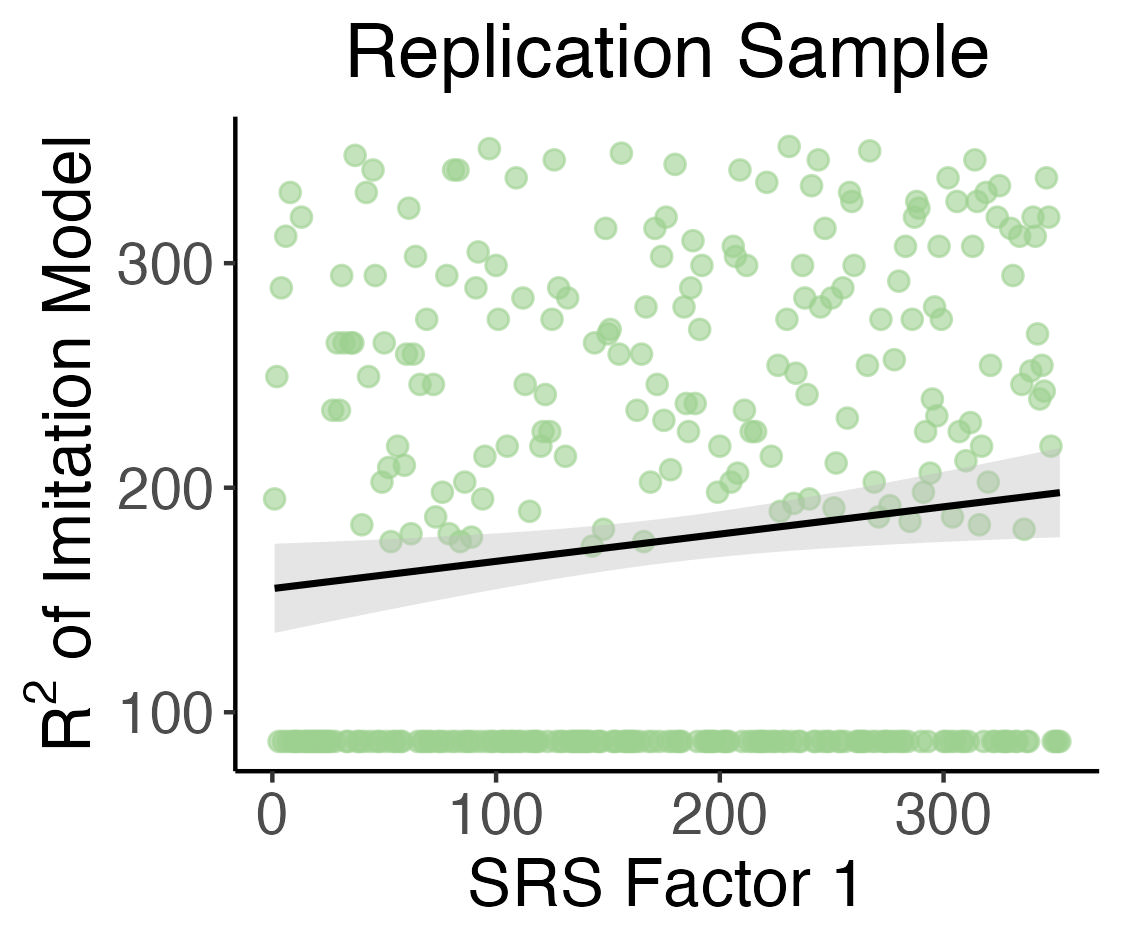 Replication Sample
R² of Imitation Model
300
200
100
0 100 200 300
SRS Factor 1